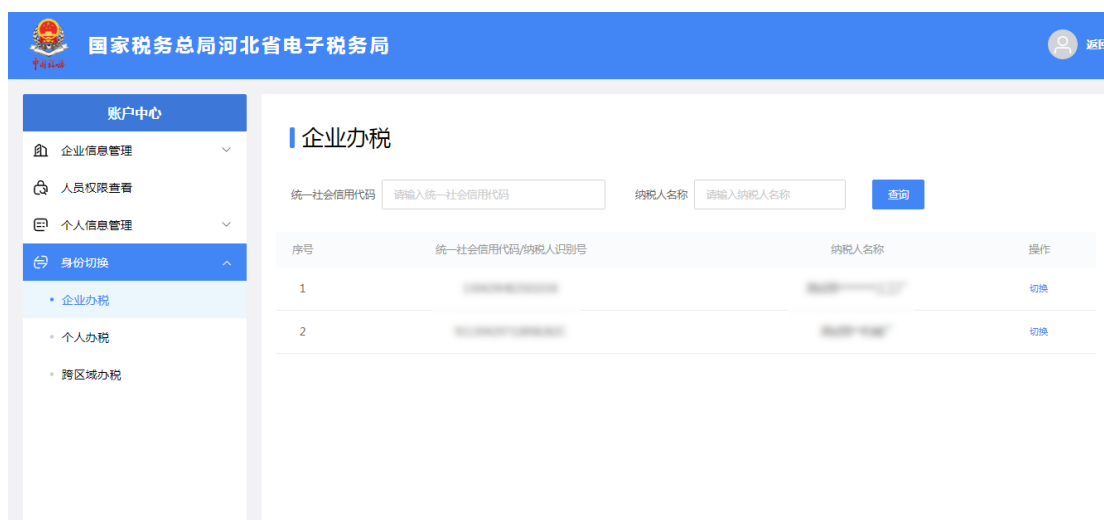 国家税务总局河北省电子税务局
中国税务
账户中心
企业信息管理
人员权限查看
个人信息管理
身份切换
企业办税
个人办税
跨区域办税
企业办税
统一社会信用代码 请输入统一社会信用代码 纳税人名称 请输入纳税人名称 查询
序号 统一社会信用代码/纳税人识别号 纳税人名称 操作
1 切换
2 切换